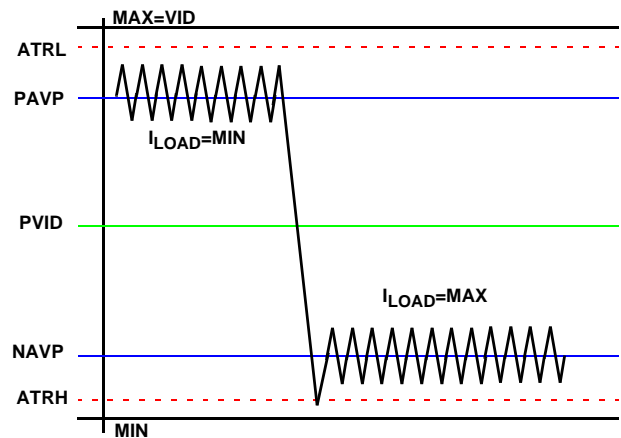 MAX=VID
ATRL
PAVP
ILOAD=MIN
PVID
ILOAD=MAX
NAVP
ATRH
MIN